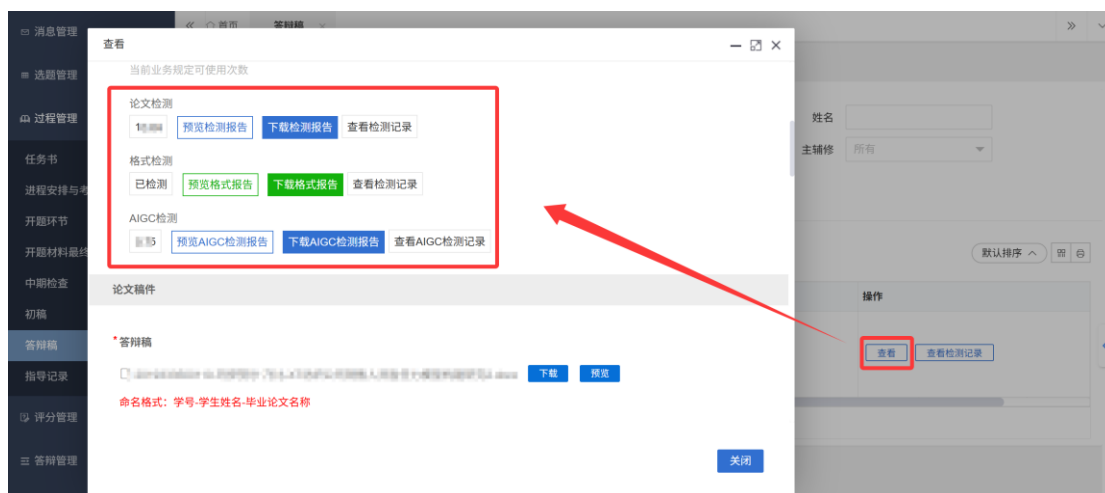 消息管理
选题管理
过程管理
任务书
进程安排与考
开题环节
开题材料最终
中期检查
初稿
答辩稿
指导记录
评分管理
答辩管理
首页
答辩稿
查看
当前业务规定可使用次数
论文检测
预览检测报告 下载检测报告 查看检测记录
格式检测
已检测 预览格式报告 下载格式报告 查看检测记录
AIGC检测
预览AIGC检测报告 下载AIGC检测报告 查看AIGC检测记录
论文稿件
*答辩稿
下载 预览
命名格式：学号-学生姓名-毕业论文名称
关闭
姓名
主辅修 所有
默认排序
操作
查看 查看检测记录